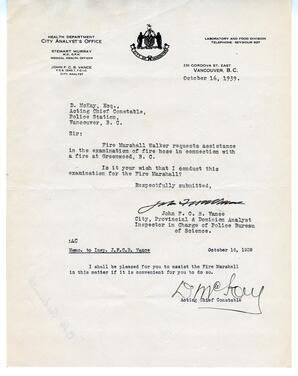 HEALTH DEPARTMENT
CITY ANALYST'S OFFICE
STEWART MURRAY
M.D., D.P.H.
MEDICAL HEALTH OFFICER
JOHN F. C. B. VANCE
CITY ANALYST
LABORATORY AND FOOD DIVISION
TELEPHONE: SEYMOUR
236 CORDOVA ST. EAST
VANCOUVER, B.C.
October 16, 1939.
D. McKay, Esq.,
Acting Chief Constable,
Police Station,
Vancouver, B. C.
Sir:
Fire Marshall Walker requests assistance
in the examination of fire hose in connection with
a fire at Greenwood, B. C.
Is it your wish that I conduct this
examination for the Fire Marshall?
Respectfully submitted,
John F. C. B. Vance
City, Provincial & Dominion Analyst
Inspector in Charge of Police Bureau
of Science.
:AC
Memo. to Insp. J.F.C.B. Vance
October 16, 1939
I shall be pleased for you to assist the Fire Marshall
in this matter if it is convenient for you to do so.
D McKay
Acting Chief Constable